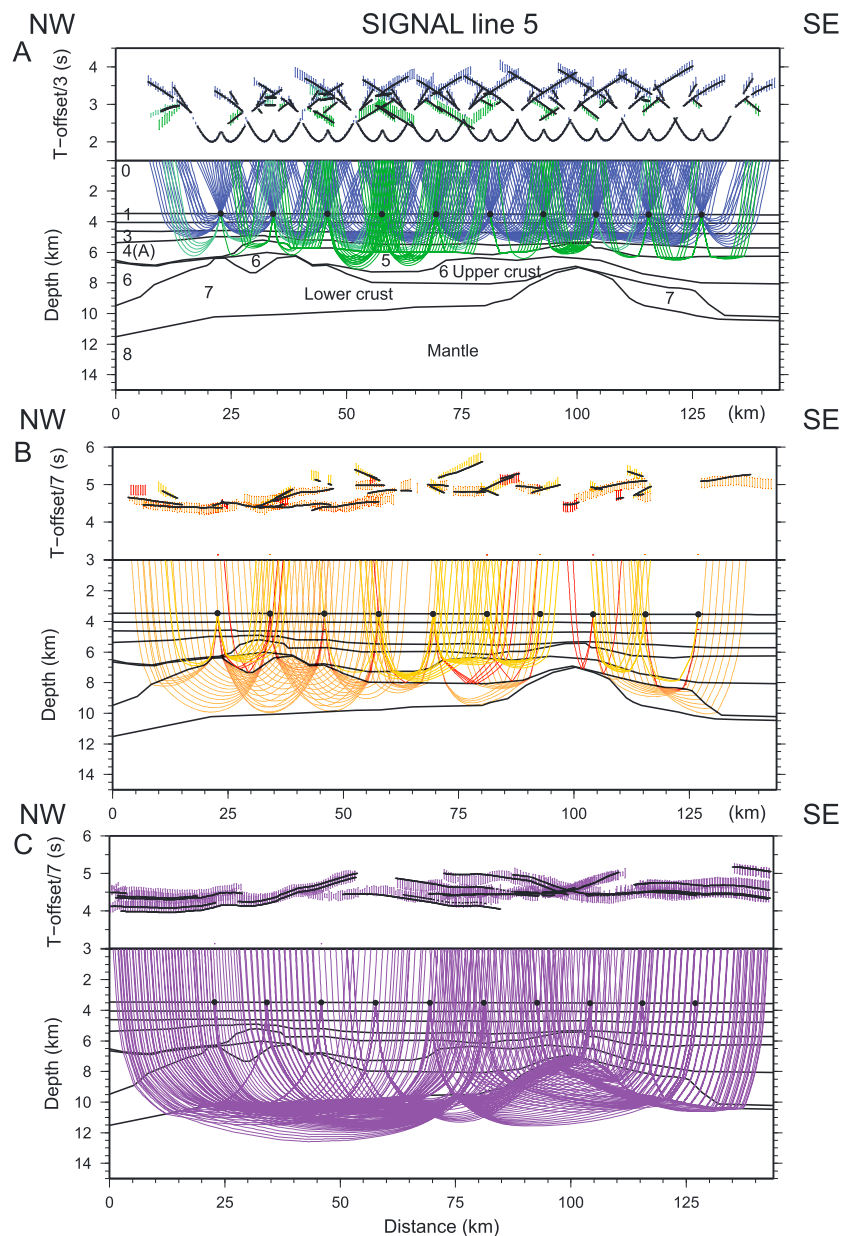 NW SIGNAL line 5 SE
A
T−offset/3 (s)
4
3
2
0
1
3
4(A)
6
6
5
6 Upper crust
7
Lower crust
7
8
Mantle
Depth (km)
2
4
6
8
10
12
14
0 25 50 75 100 125 (km)
NW SE
B
T−offset/7 (s)
6
5
4
3
Depth (km)
2
4
6
8
10
12
14
0 25 50 75 100 125 (km)
NW SE
C
T−offset/7 (s)
6
5
4
3
Depth (km)
2
4
6
8
10
12
14
0 25 50 75 100 125
Distance (km)